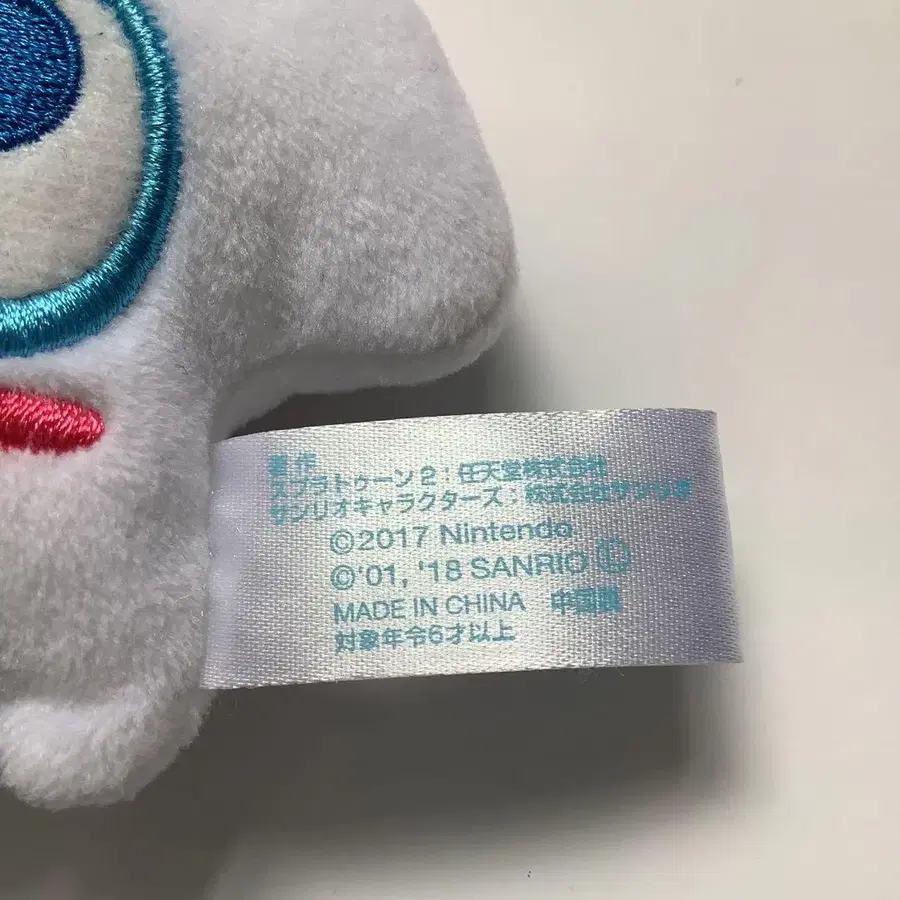 著作
スプラトゥーン2：任天堂株式会社
サンリオキャラクターズ：株式会社サンリオ
©2017 Nintendo
©'01, '18 SANRIO Ⓛ
MADE IN CHINA 中国製
対象年令6才以上